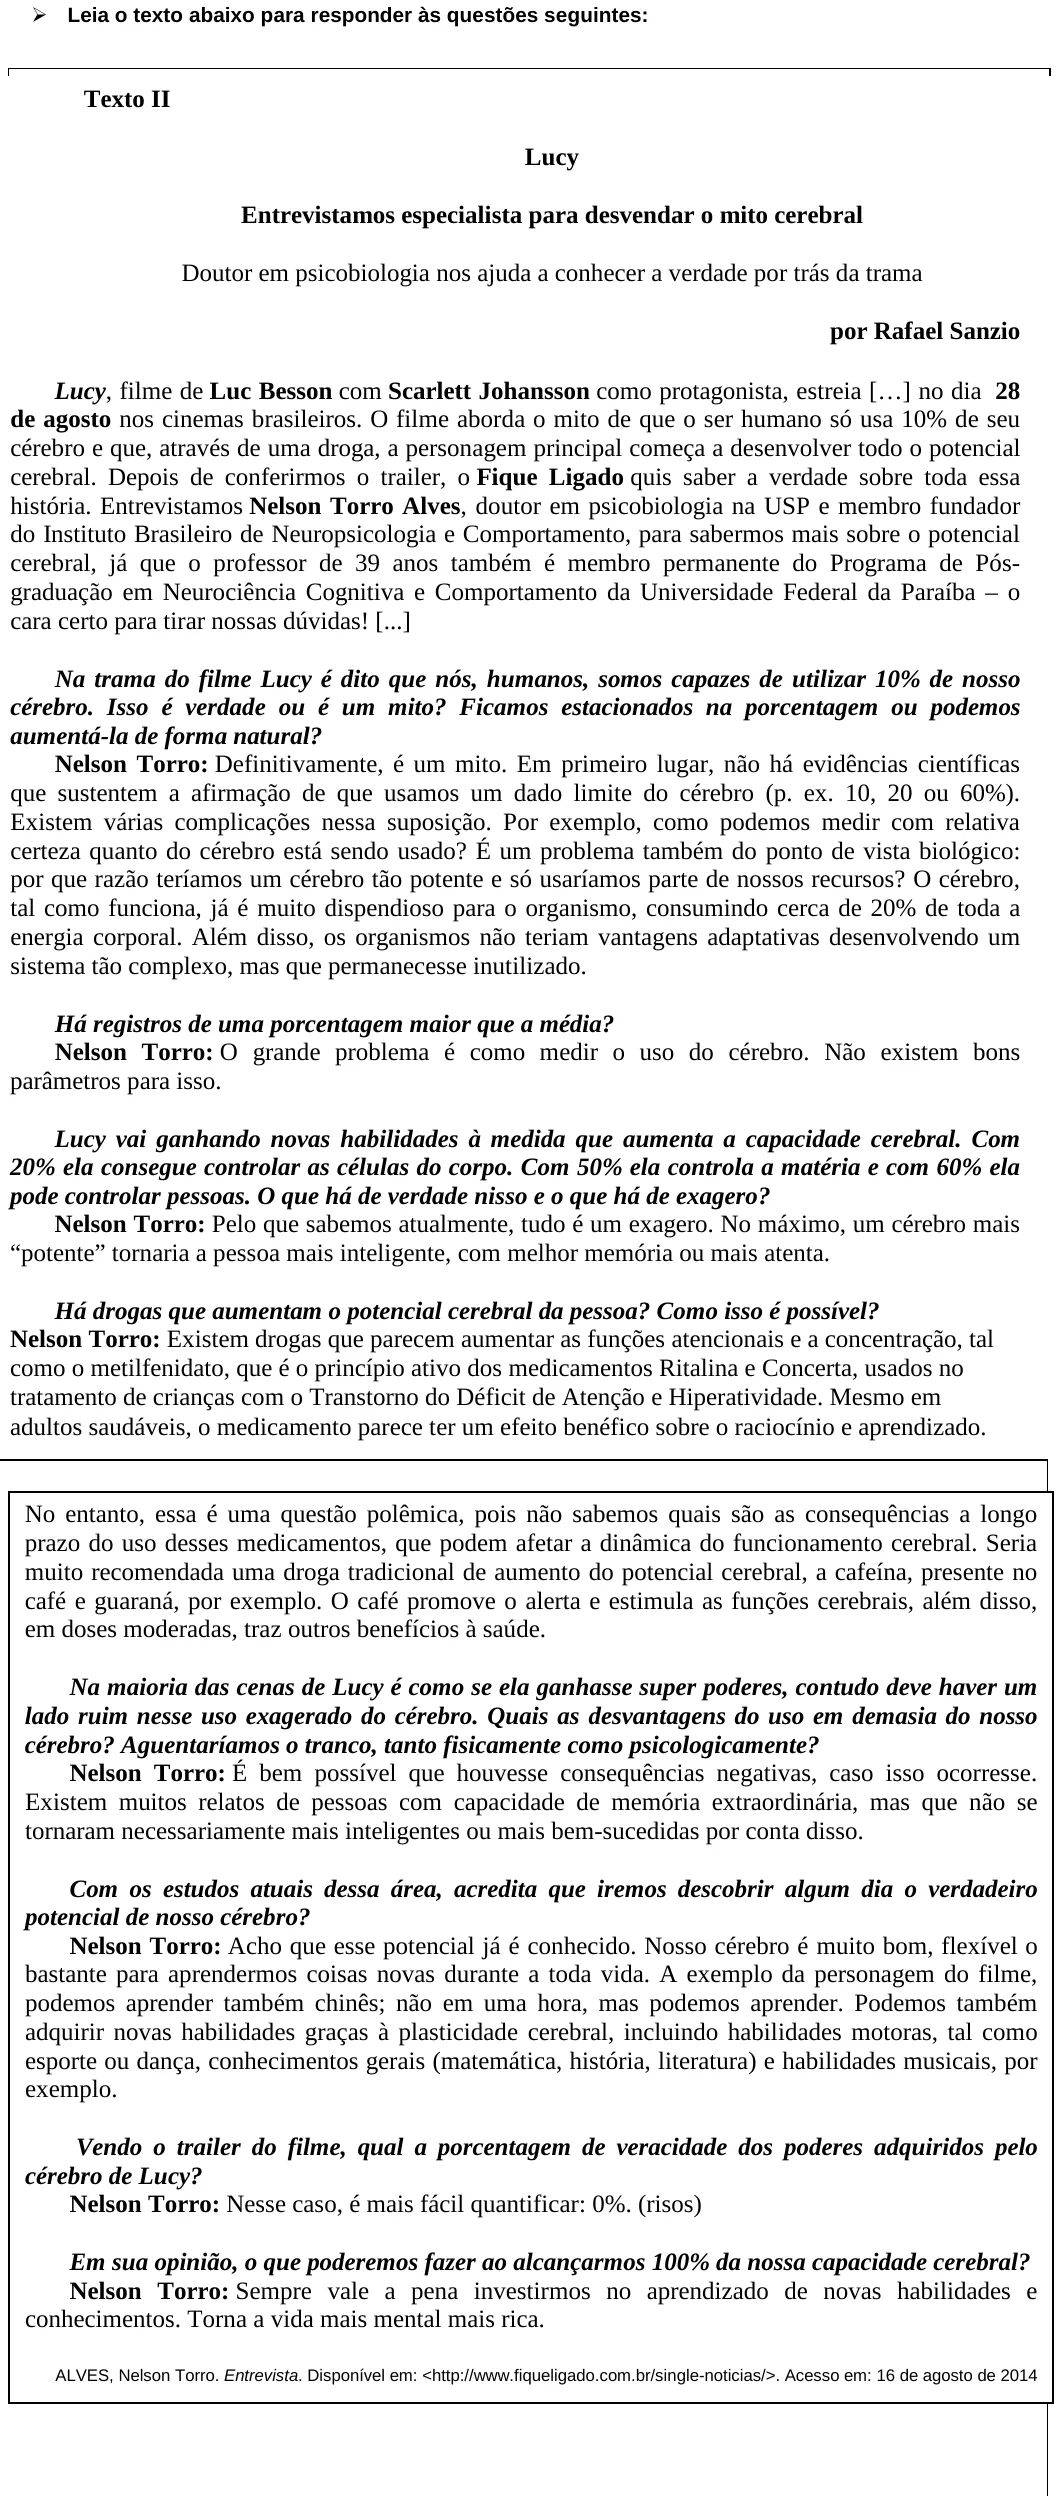 ➢ Leia o texto abaixo para responder às questões seguintes:
Texto II
Lucy
Entrevistamos especialista para desvendar o mito cerebral
Doutor em psicobiologia nos ajuda a conhecer a verdade por trás da trama
por Rafael Sanzio
Lucy, filme de Luc Besson com Scarlett Johansson como protagonista, estreia […] no dia 28
de agosto nos cinemas brasileiros. O filme aborda o mito de que o ser humano só usa 10% de seu
cérebro e que, através de uma droga, a personagem principal começa a desenvolver todo o potencial
cerebral. Depois de conferirmos o trailer, o Fique Ligado quis saber a verdade sobre toda essa
história. Entrevistamos Nelson Torro Alves, doutor em psicobiologia na USP e membro fundador
do Instituto Brasileiro de Neuropsicologia e Comportamento, para sabermos mais sobre o potencial
cerebral, já que o professor de 39 anos também é membro permanente do Programa de Pós-
graduação em Neurociência Cognitiva e Comportamento da Universidade Federal da Paraíba – o
cara certo para tirar nossas dúvidas! [...]
Na trama do filme Lucy é dito que nós, humanos, somos capazes de utilizar 10% de nosso
cérebro. Isso é verdade ou é um mito? Ficamos estacionados na porcentagem ou podemos
aumentá-la de forma natural?
Nelson Torro: Definitivamente, é um mito. Em primeiro lugar, não há evidências científicas
que sustentem a afirmação de que usamos um dado limite do cérebro (p. ex. 10, 20 ou 60%).
Existem várias complicações nessa suposição. Por exemplo, como podemos medir com relativa
certeza quanto do cérebro está sendo usado? É um problema também do ponto de vista biológico:
por que razão teríamos um cérebro tão potente e só usaríamos parte de nossos recursos? O cérebro,
tal como funciona, já é muito dispendioso para o organismo, consumindo cerca de 20% de toda a
energia corporal. Além disso, os organismos não teriam vantagens adaptativas desenvolvendo um
sistema tão complexo, mas que permanecesse inutilizado.
Há registros de uma porcentagem maior que a média?
Nelson Torro: O grande problema é como medir o uso do cérebro. Não existem bons
parâmetros para isso.
Lucy vai ganhando novas habilidades à medida que aumenta a capacidade cerebral. Com
20% ela consegue controlar as células do corpo. Com 50% ela controla a matéria e com 60% ela
pode controlar pessoas. O que há de verdade nisso e o que há de exagero?
Nelson Torro: Pelo que sabemos atualmente, tudo é um exagero. No máximo, um cérebro mais
“potente” tornaria a pessoa mais inteligente, com melhor memória ou mais atenta.
Há drogas que aumentam o potencial cerebral da pessoa? Como isso é possível?
Nelson Torro: Existem drogas que parecem aumentar as funções atencionais e a concentração, tal
como o metilfenidato, que é o princípio ativo dos medicamentos Ritalina e Concerta, usados no
tratamento de crianças com o Transtorno do Déficit de Atenção e Hiperatividade. Mesmo em
adultos saudáveis, o medicamento parece ter um efeito benéfico sobre o raciocínio e aprendizado.
No entanto, essa é uma questão polêmica, pois não sabemos quais são as consequências a longo
prazo do uso desses medicamentos, que podem afetar a dinâmica do funcionamento cerebral. Seria
muito recomendada uma droga tradicional de aumento do potencial cerebral, a cafeína, presente no
café e guaraná, por exemplo. O café promove o alerta e estimula as funções cerebrais, além disso,
em doses moderadas, traz outros benefícios à saúde.
Na maioria das cenas de Lucy é como se ela ganhasse super poderes, contudo deve haver um
lado ruim nesse uso exagerado do cérebro. Quais as desvantagens do uso em demasia do nosso
cérebro? Aguentaríamos o tranco, tanto fisicamente como psicologicamente?
Nelson Torro: É bem possível que houvesse consequências negativas, caso isso ocorresse.
Existem muitos relatos de pessoas com capacidade de memória extraordinária, mas que não se
tornaram necessariamente mais inteligentes ou mais bem-sucedidas por conta disso.
Com os estudos atuais dessa área, acredita que iremos descobrir algum dia o verdadeiro
potencial de nosso cérebro?
Nelson Torro: Acho que esse potencial já é conhecido. Nosso cérebro é muito bom, flexível o
bastante para aprendermos coisas novas durante a toda vida. A exemplo da personagem do filme,
podemos aprender também chinês; não em uma hora, mas podemos aprender. Podemos também
adquirir novas habilidades graças à plasticidade cerebral, incluindo habilidades motoras, tal como
esporte ou dança, conhecimentos gerais (matemática, história, literatura) e habilidades musicais, por
exemplo.
Vendo o trailer do filme, qual a porcentagem de veracidade dos poderes adquiridos pelo
cérebro de Lucy?
Nelson Torro: Nesse caso, é mais fácil quantificar: 0%. (risos)
Em sua opinião, o que poderemos fazer ao alcançarmos 100% da nossa capacidade cerebral?
Nelson Torro: Sempre vale a pena investirmos no aprendizado de novas habilidades e
conhecimentos. Torna a vida mais mental mais rica.
ALVES, Nelson Torro. Entrevista. Disponível em: <http://www.fiqueligado.com.br/single-noticias/>. Acesso em: 16 de agosto de 2014